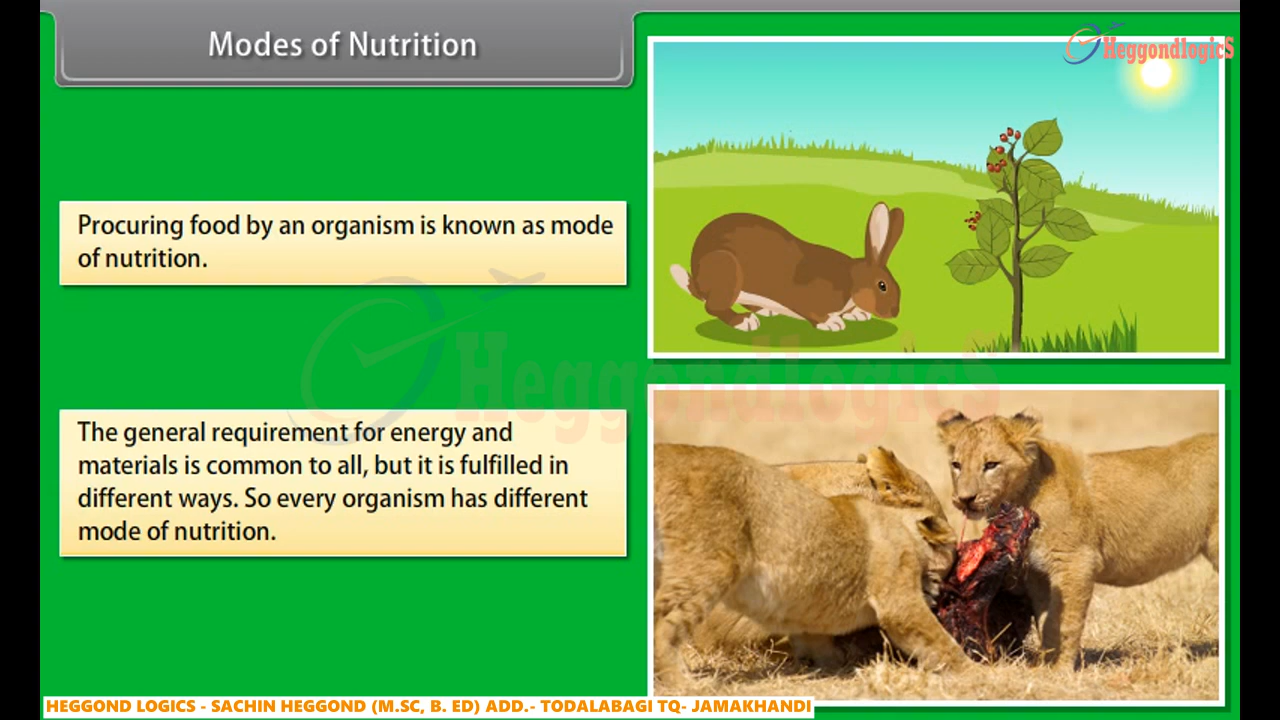 Modes of Nutrition
HeggondlogicS
Procuring food by an organism is known as mode
of nutrition.
HeggondlogicS
The general requirement for energy and
materials is common to all, but it is fulfilled in
different ways. So every organism has different
mode of nutrition.
HEGGOND LOGICS - SACHIN HEGGOND (M.SC, B. ED) ADD.- TODALABAGI TQ- JAMAKHANDI